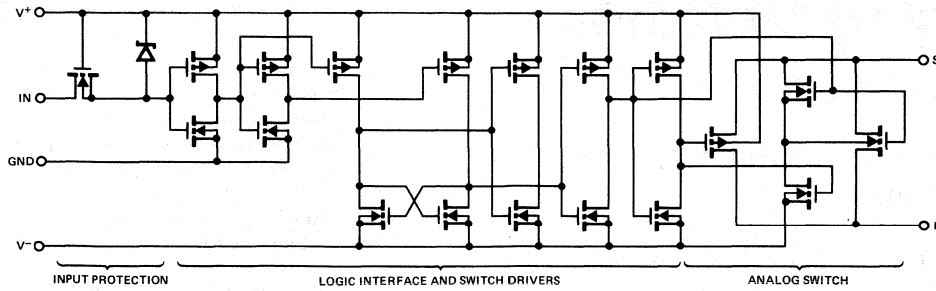 V+
IN
GND
V−
S
INPUT PROTECTION
LOGIC INTERFACE AND SWITCH DRIVERS
ANALOG SWITCH